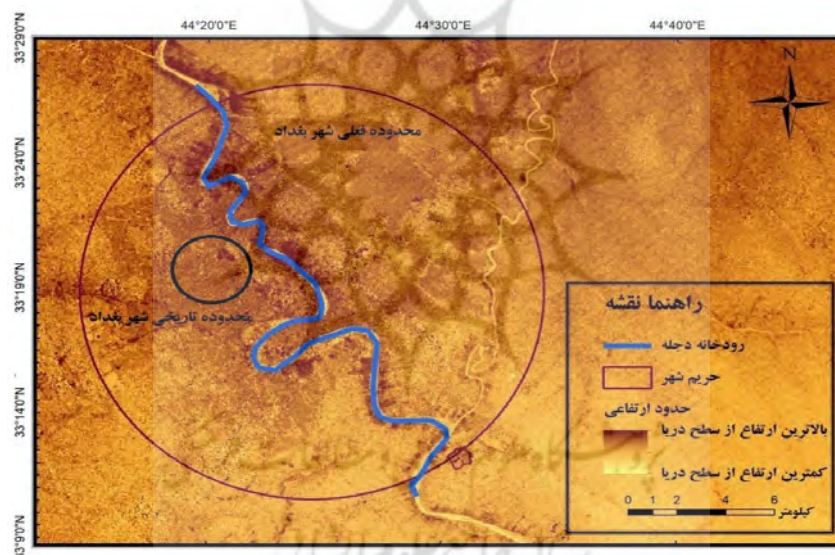 44°20'0"E
44°30'0"E
44°40'0"E
33°29'0"N
33°24'0"N
33°19'0"N
33°14'0"N
33°9'0"N
N
محدوده فعلی شهر بغداد
محدوده تاریخی شهر بغداد
راهنما نقشه
رودخانه دجله
حریم شهر
حدود ارتفاعی
بالاترین ارتفاع از سطح دریا
کمترین ارتفاع از سطح دریا
0 1 2 4 6
کیلومتر